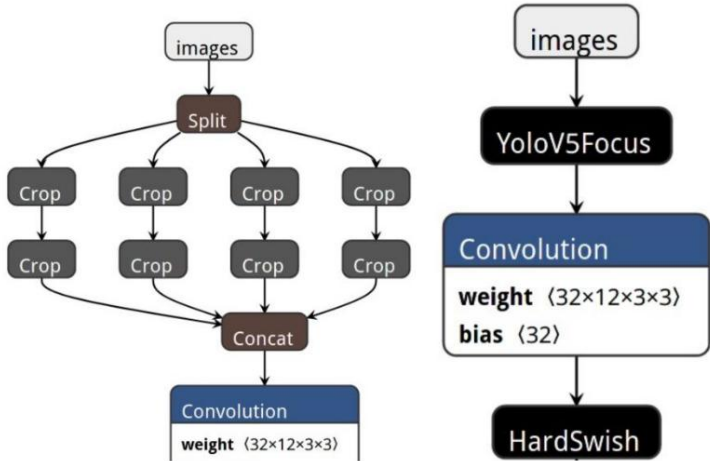 images
Split
Crop Crop Crop Crop
Crop Crop Crop Crop
Concat
Convolution
weight ⟨32×12×3×3⟩
images
YoloV5Focus
Convolution
weight ⟨32×12×3×3⟩
bias ⟨32⟩
HardSwish